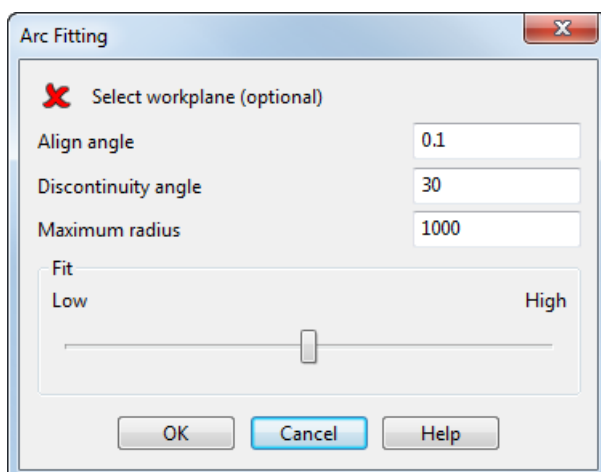 Arc Fitting
Select workplane (optional)
Align angle 0.1
Discontinuity angle 30
Maximum radius 1000
Fit
Low High
OK Cancel Help